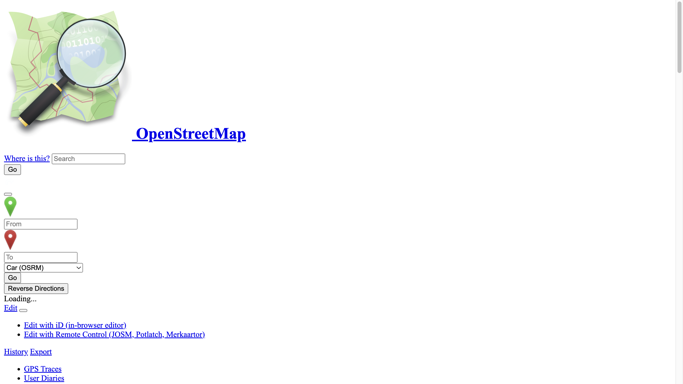 011010
OpenStreetMap
Where is this? Search
Go
From
To
Car (OSRM)
Go
Reverse Directions
Loading...
Edit
Edit with iD (in-browser editor)
Edit with Remote Control (JOSM, Potlatch, Merkaartor)
History Export
GPS Traces
User Diaries